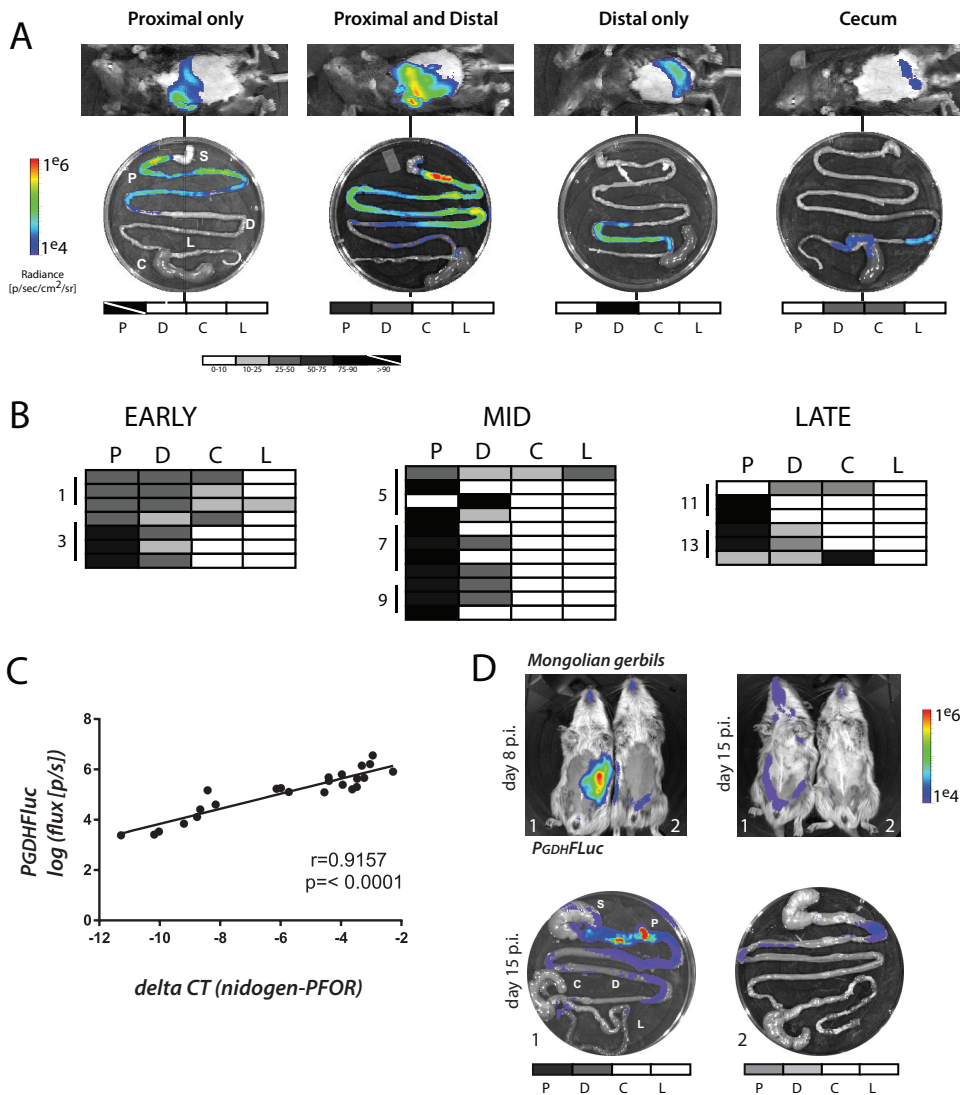 Proximal only
Proximal and Distal
Distal only
Cecum
A
S
P
D
L
C
1e6
1e4
Radiance
[p/sec/cm2/sr]
P D C L
P D C L
P D C L
P D C L
0-10 10-25 25-50 50-75 75-90 >90
B
EARLY
MID
LATE
P D C L
1
3
P D C L
5
7
9
P D C L
11
13
C
PGDHFluc
log (flux [p/s])
8
6
4
2
0
-12 -10 -8 -6 -4 -2
r=0.9157
p=< 0.0001
delta CT (nidogen-PFOR)
D
Mongolian gerbils
day 8 p.i.
1 2
PGDHFLuc
day 15 p.i.
1 2
1e6
1e4
day 15 p.i.
S
P
C D
L
1
2
P D C L
P D C L